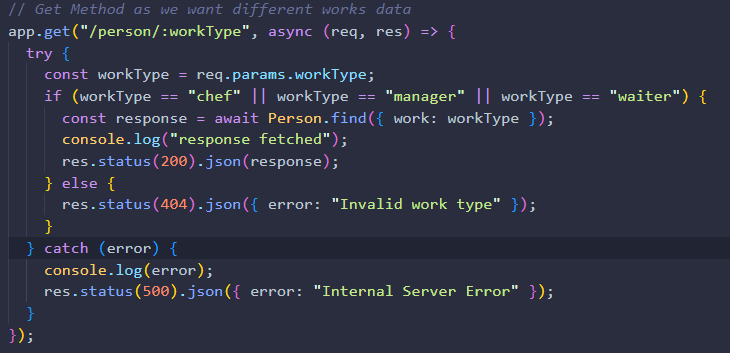 // Get Method as we want different works data
app.get("/person/:workType", async (req, res) => {
  try {
    const workType = req.params.workType;
    if (workType == "chef" || workType == "manager" || workType == "waiter") {
      const response = await Person.find({ work: workType });
      console.log("response fetched");
      res.status(200).json(response);
    } else {
      res.status(404).json({ error: "Invalid work type" });
    }
  } catch (error) {
    console.log(error);
    res.status(500).json({ error: "Internal Server Error" });
  }
});